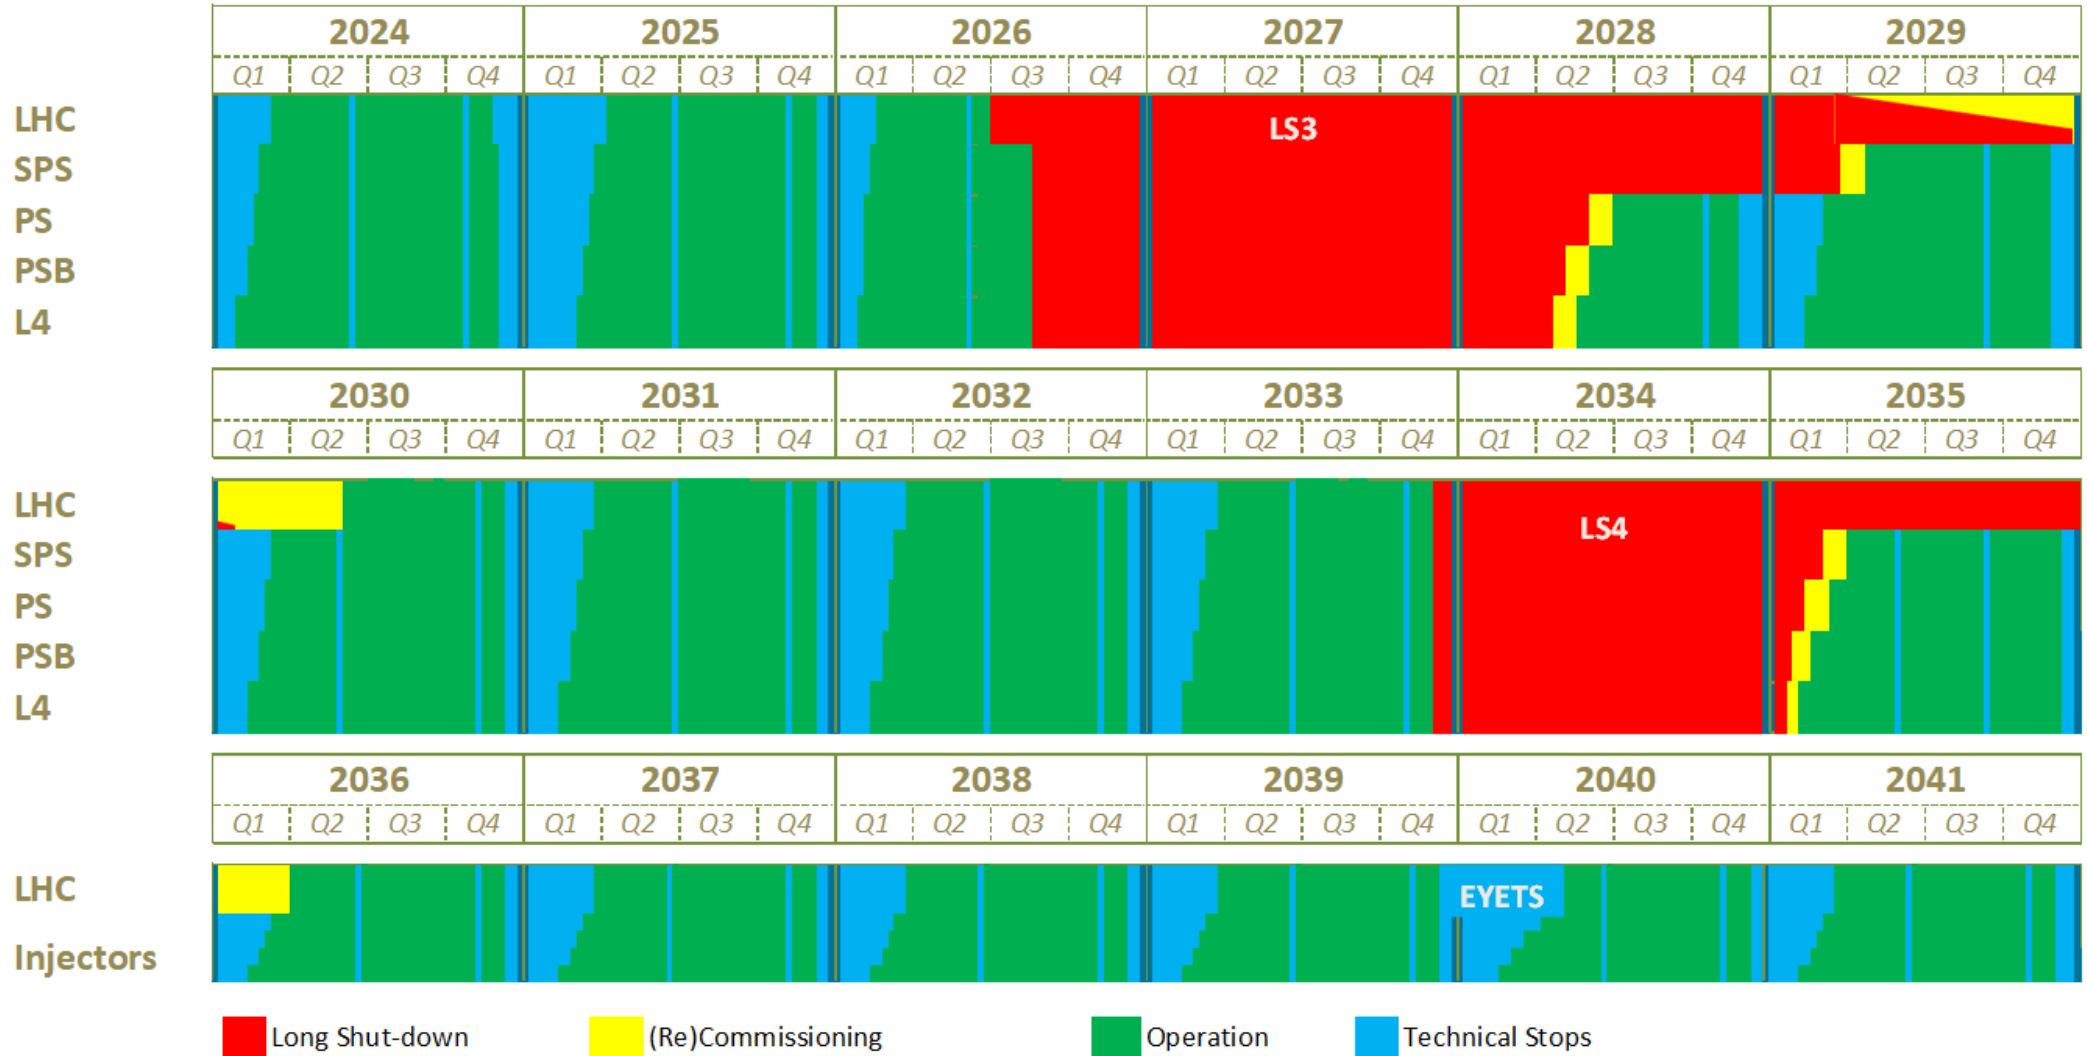 2024 2025 2026 2027 2028 2029
Q1 Q2 Q3 Q4 Q1 Q2 Q3 Q4 Q1 Q2 Q3 Q4 Q1 Q2 Q3 Q4 Q1 Q2 Q3 Q4 Q1 Q2 Q3 Q4
LHC LS3
SPS
PS
PSB
L4
2030 2031 2032 2033 2034 2035
Q1 Q2 Q3 Q4 Q1 Q2 Q3 Q4 Q1 Q2 Q3 Q4 Q1 Q2 Q3 Q4 Q1 Q2 Q3 Q4 Q1 Q2 Q3 Q4
LHC LS4
SPS
PS
PSB
L4
2036 2037 2038 2039 2040 2041
Q1 Q2 Q3 Q4 Q1 Q2 Q3 Q4 Q1 Q2 Q3 Q4 Q1 Q2 Q3 Q4 Q1 Q2 Q3 Q4 Q1 Q2 Q3 Q4
LHC EYETS
Injectors
Long Shut-down (Re)Commissioning Operation Technical Stops